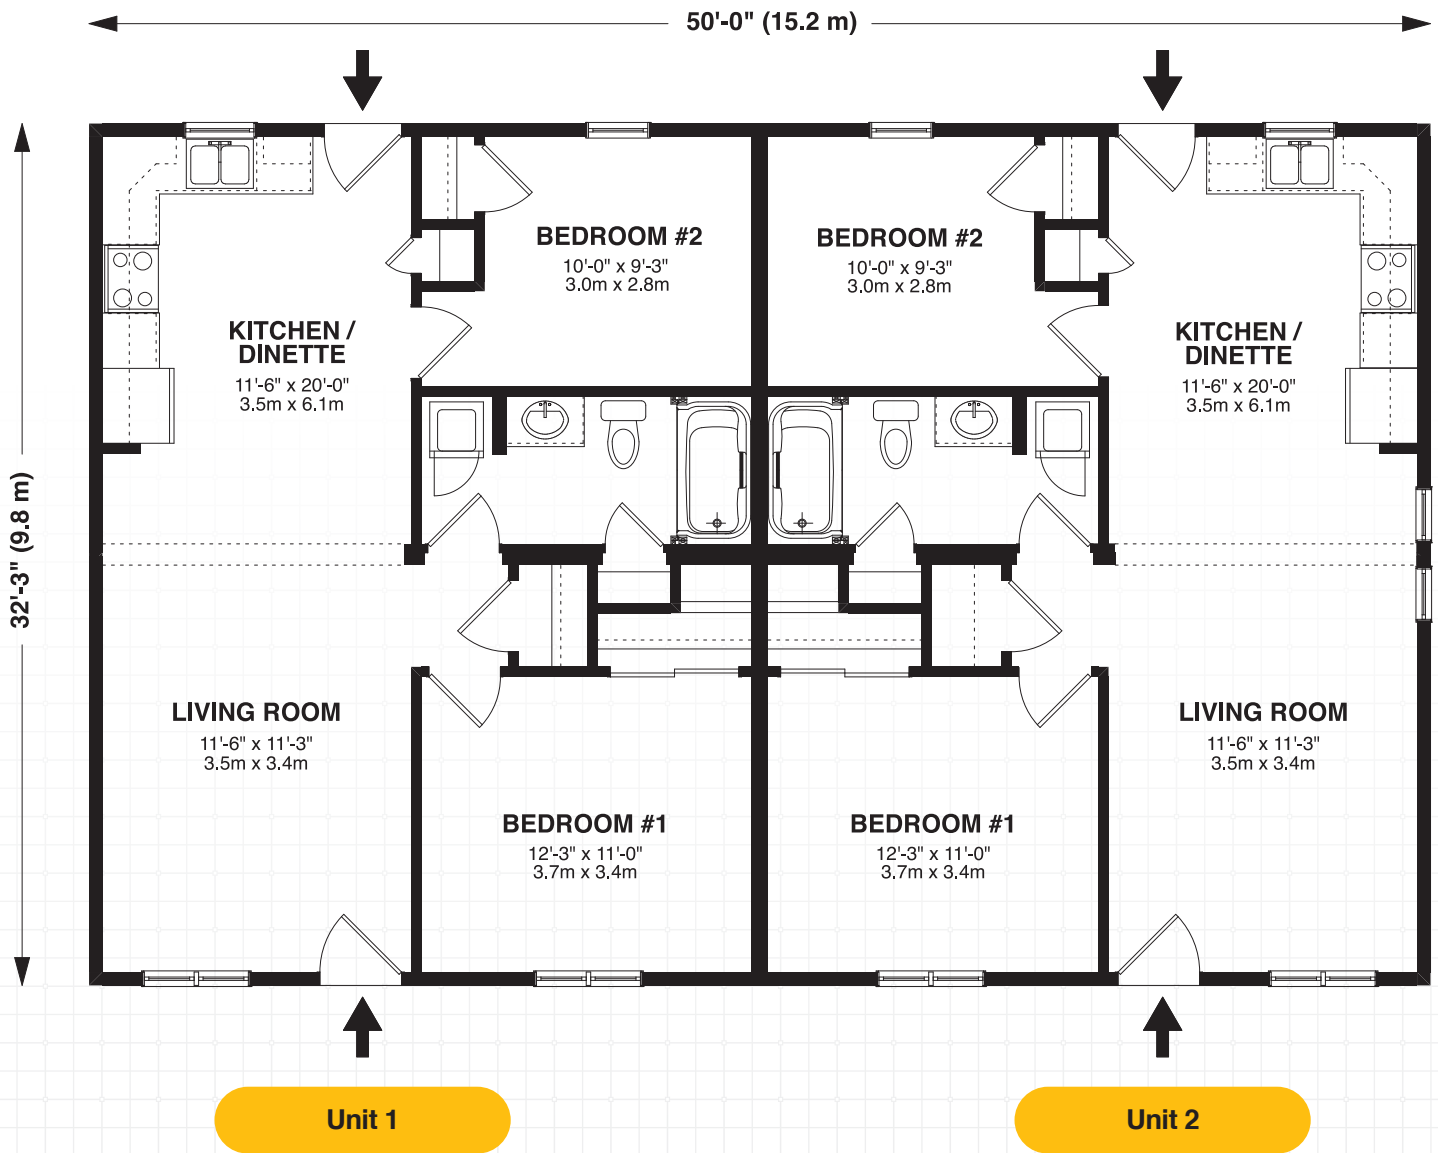 50'-0" (15.2 m)
32'-3" (9.8 m)
BEDROOM #2
10'-0" x 9'-3"
3.0m x 2.8m
BEDROOM #2
10'-0" x 9'-3"
3.0m x 2.8m
KITCHEN /
DINETTE
11'-6" x 20'-0"
3.5m x 6.1m
KITCHEN /
DINETTE
11'-6" x 20'-0"
3.5m x 6.1m
LIVING ROOM
11'-6" x 11'-3"
3.5m x 3.4m
LIVING ROOM
11'-6" x 11'-3"
3.5m x 3.4m
BEDROOM #1
12'-3" x 11'-0"
3.7m x 3.4m
BEDROOM #1
12'-3" x 11'-0"
3.7m x 3.4m
Unit 1
Unit 2